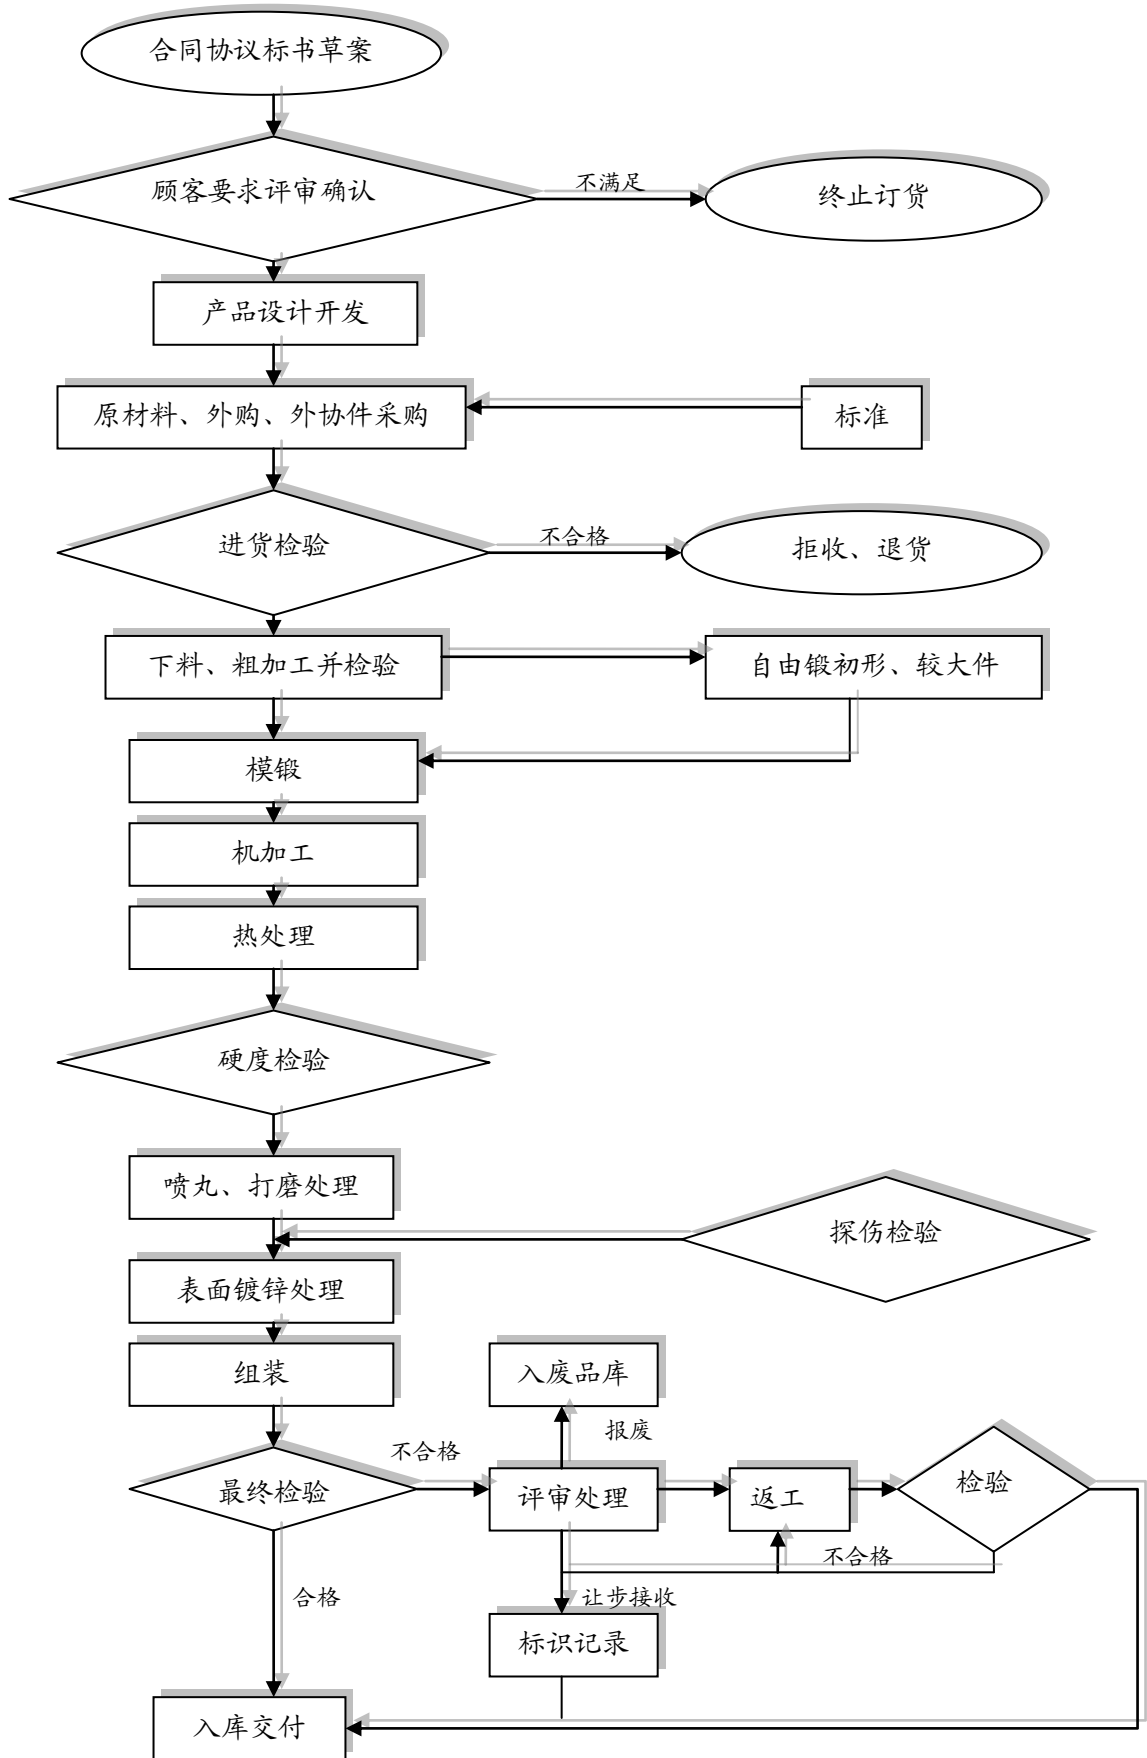 合同协议标书草案
顾客要求评审确认
不满足
终止订货
产品设计开发
原材料、外购、外协件采购
标准
进货检验
不合格
拒收、退货
下料、粗加工并检验
自由锻初形、较大件
模锻
机加工
热处理
硬度检验
喷丸、打磨处理
探伤检验
表面镀锌处理
组装
入废品库
报废
不合格
最终检验
评审处理
返工
检验
不合格
合格
让步接收
标识记录
入库交付